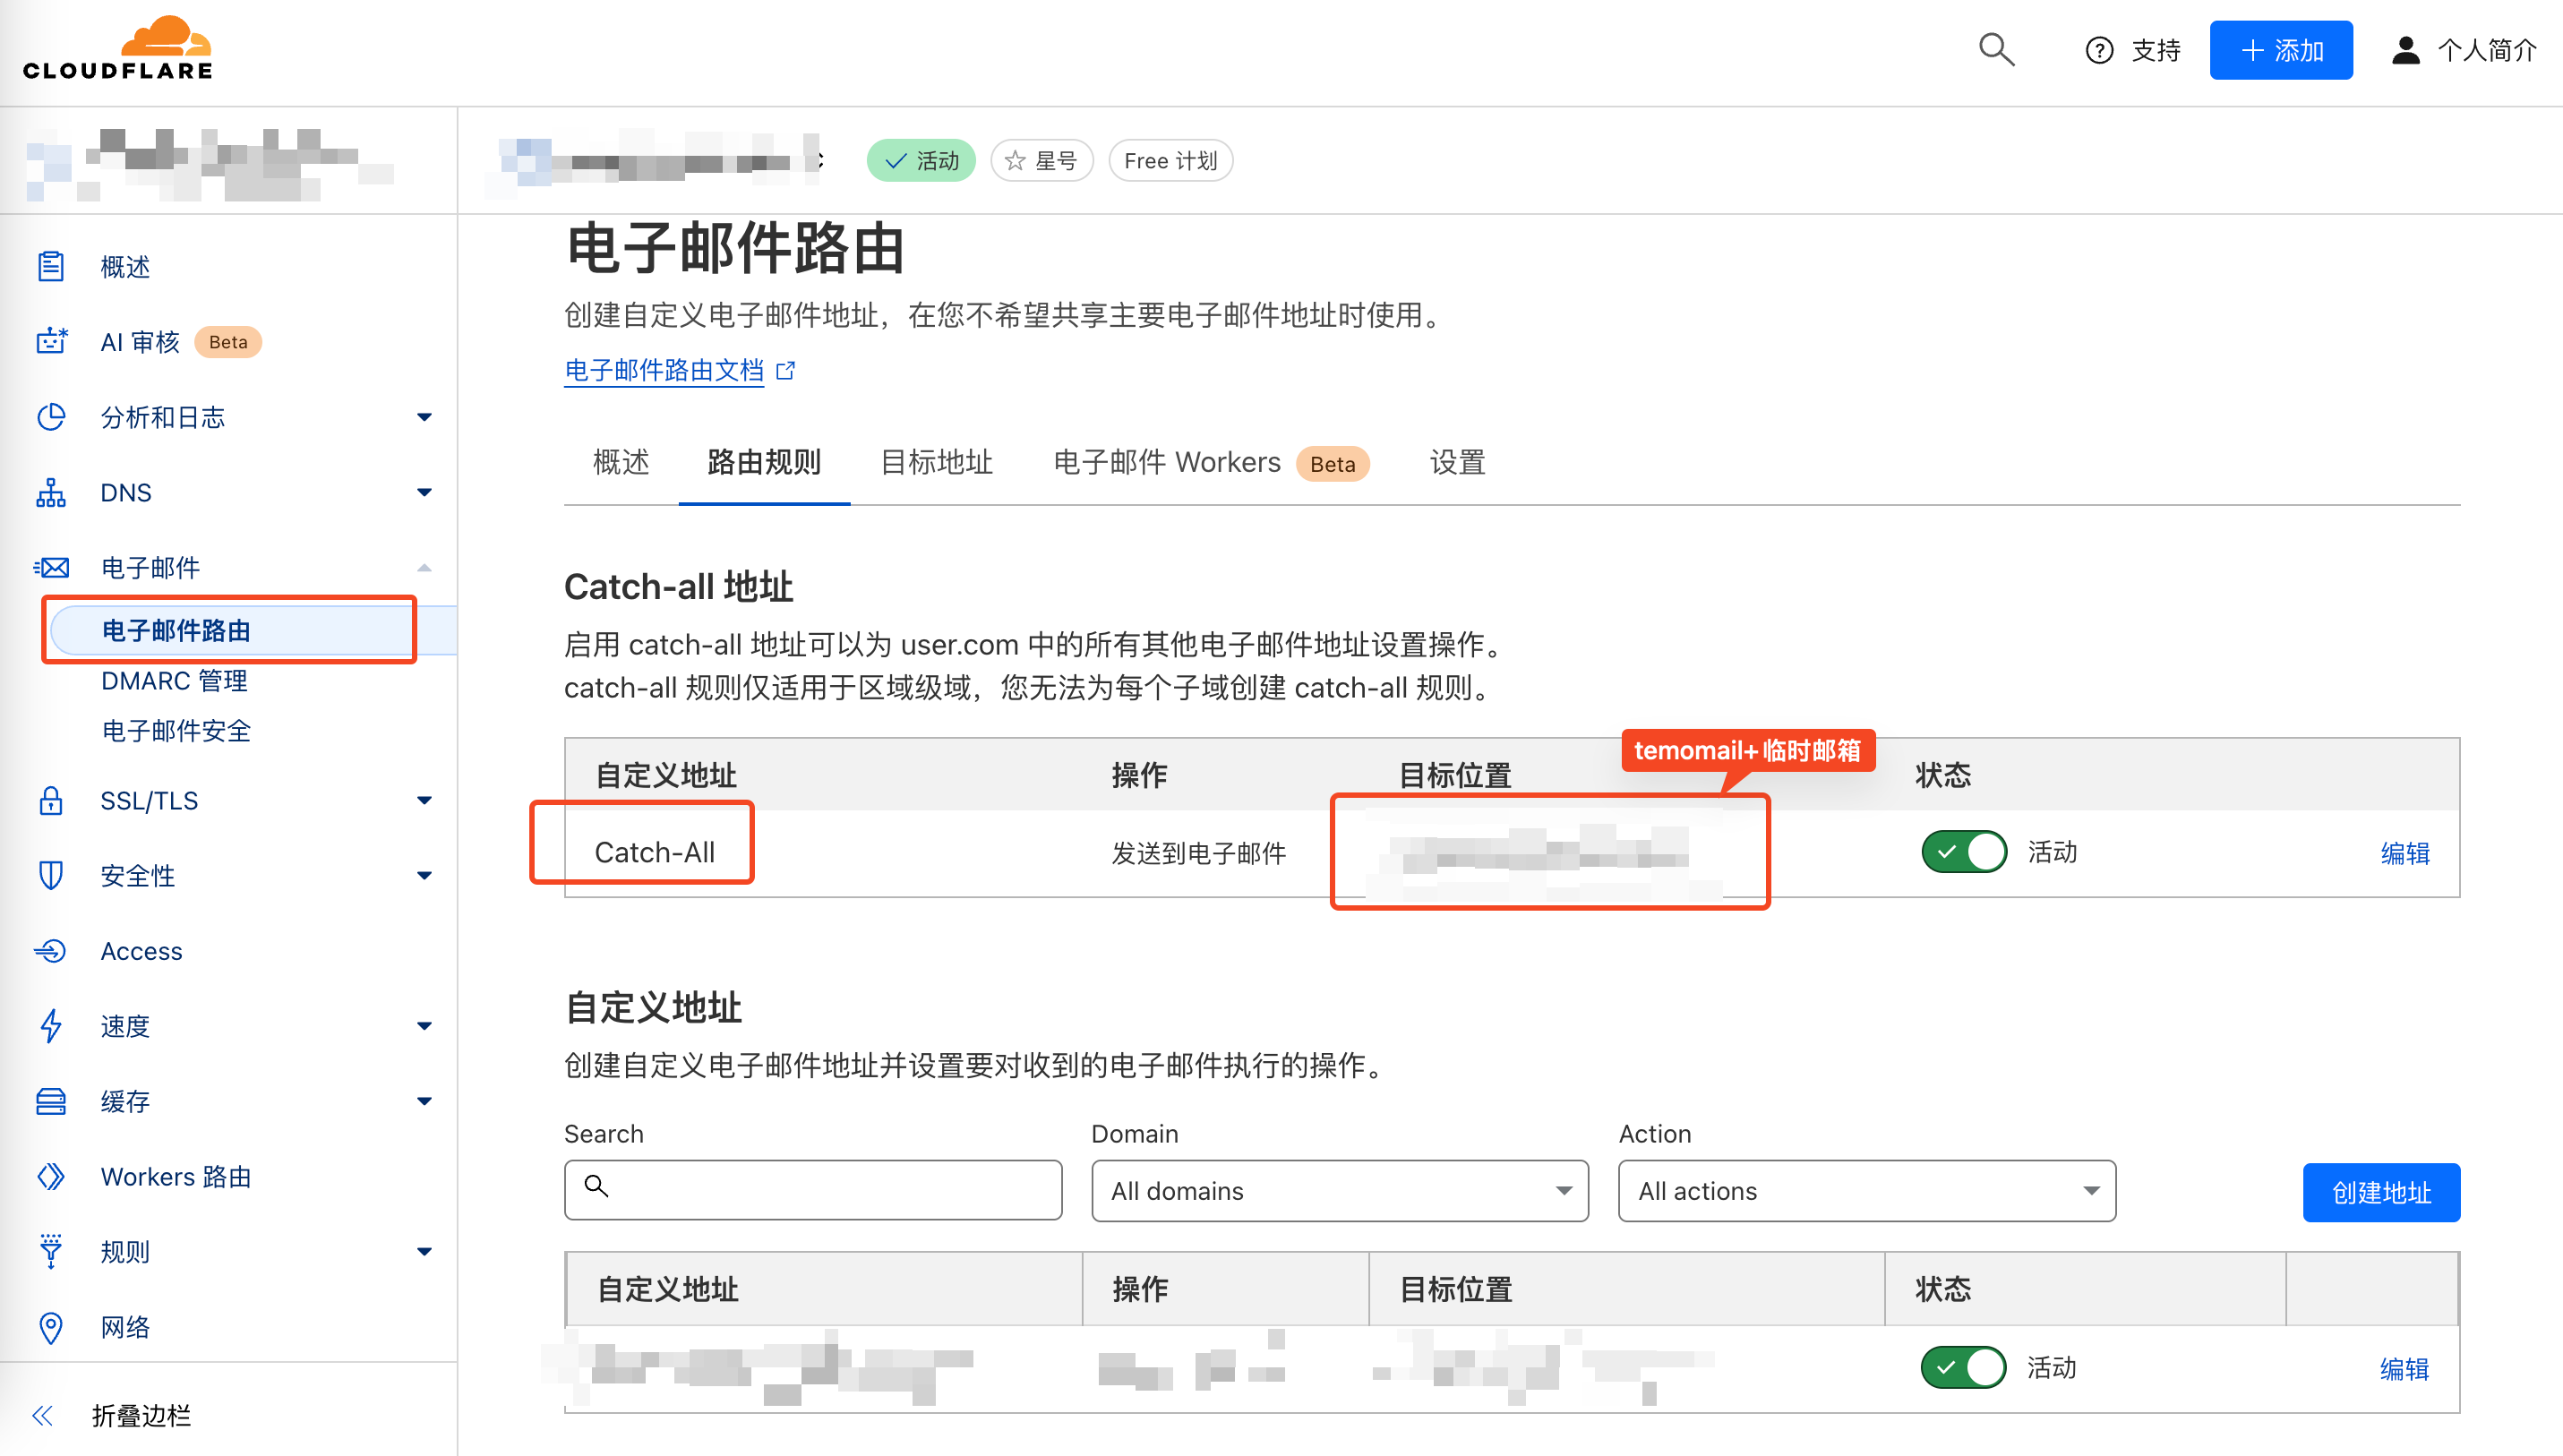 CLOUDFLARE
支持
添加
个人简介
活动
星号
Free 计划
概述
AI 审核 Beta
分析和日志
DNS
电子邮件
电子邮件路由
DMARC 管理
电子邮件安全
SSL/TLS
安全性
Access
速度
缓存
Workers 路由
规则
网络
折叠边栏
电子邮件路由
创建自定义电子邮件地址，在您不希望共享主要电子邮件地址时使用。
电子邮件路由文档
概述 路由规则 目标地址 电子邮件 Workers Beta 设置
Catch-all 地址
启用 catch-all 地址可以为 user.com 中的所有其他电子邮件地址设置操作。
catch-all 规则仅适用于区域级域，您无法为每个子域创建 catch-all 规则。
temomail+临时邮箱
自定义地址 操作 目标位置 状态
Catch-All 发送到电子邮件 活动 编辑
自定义地址
创建自定义电子邮件地址并设置要对收到的电子邮件执行的操作。
Search Domain Action
All domains All actions 创建地址
自定义地址 操作 目标位置 状态
活动 编辑